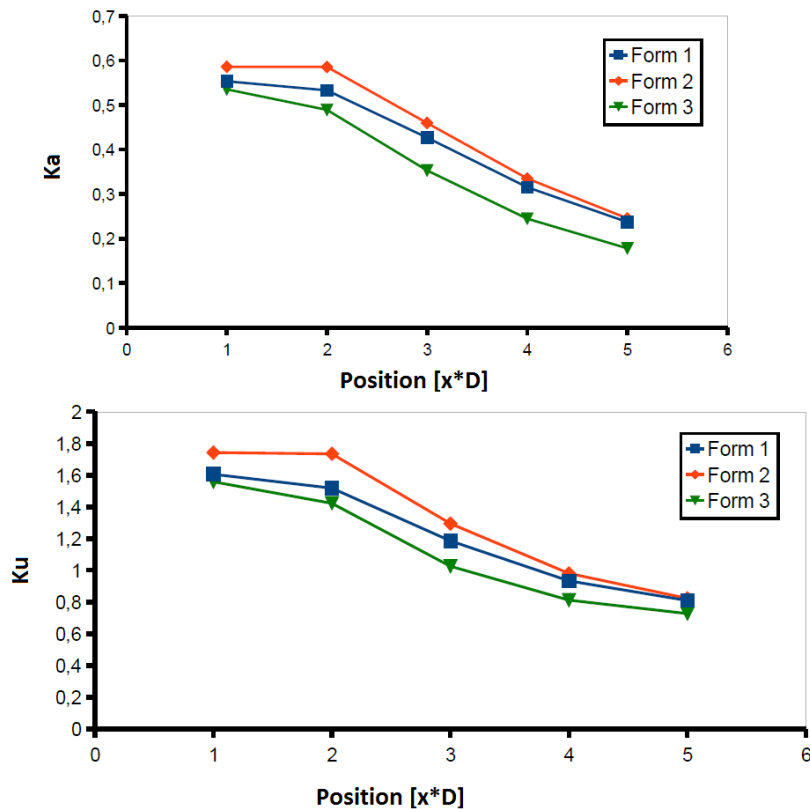 0,7
0,6
0,5
0,4
0,3
0,2
0,1
0
Ka
Form 1
Form 2
Form 3
0 1 2 3 4 5 6
Position [x*D]
2
1,8
1,6
1,4
1,2
1
0,8
0,6
0,4
0,2
0
Ku
Form 1
Form 2
Form 3
0 1 2 3 4 5 6
Position [x*D]